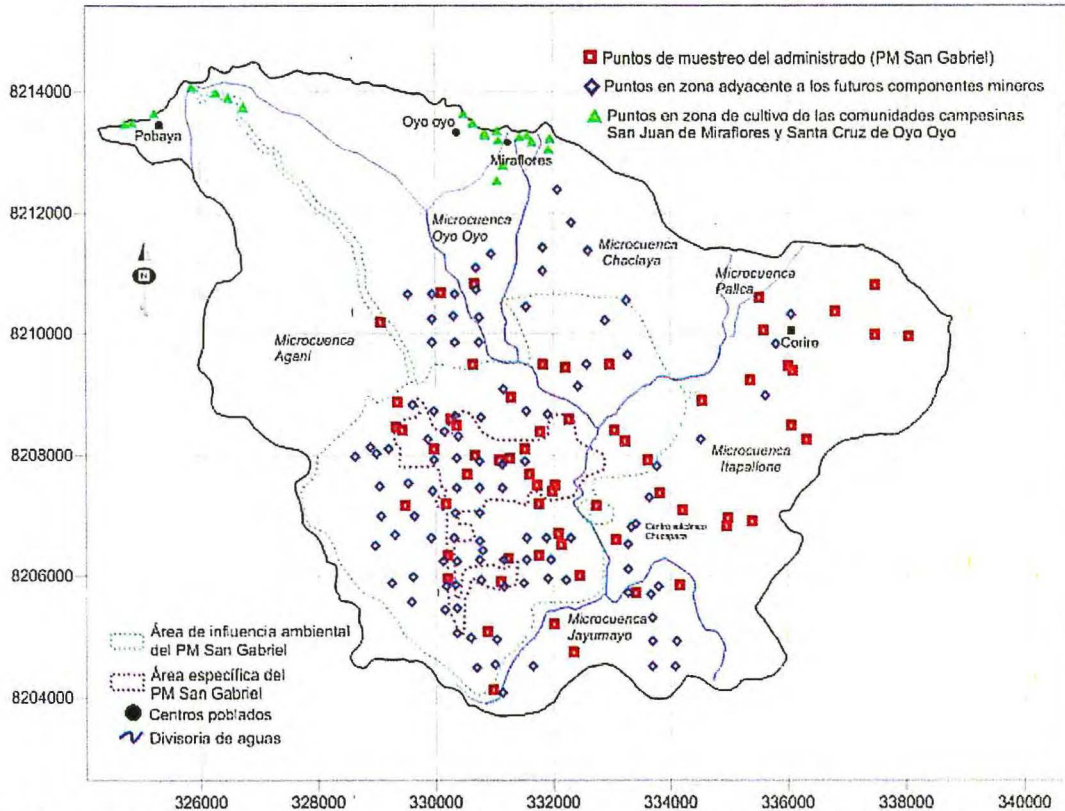 Puntos de muestreo del administrado (PM San Gabriel)
Puntos en zona adyacente a los futuros componentes mineros
Puntos en zona de cultivo de las comunidades campesinas
San Juan de Miraflores y Santa Cruz de Oyo Oyo
8214000
8212000
8210000
8208000
8206000
8204000
Pobaya
Oyo oyo
Miraflores
N
Microcuenca
Oyo Oyo
Microcuenca
Chaclaya
Microcuenca
Pallca
Corire
Microcuenca
Agani
Microcuenca
Itapallone
Microcuenca
Jayumayo
Área de influencia ambiental
del PM San Gabriel
Área específica del
PM San Gabriel
Centros poblados
Divisoria de aguas
326000
328000
330000
332000
334000
336000
338000
340000